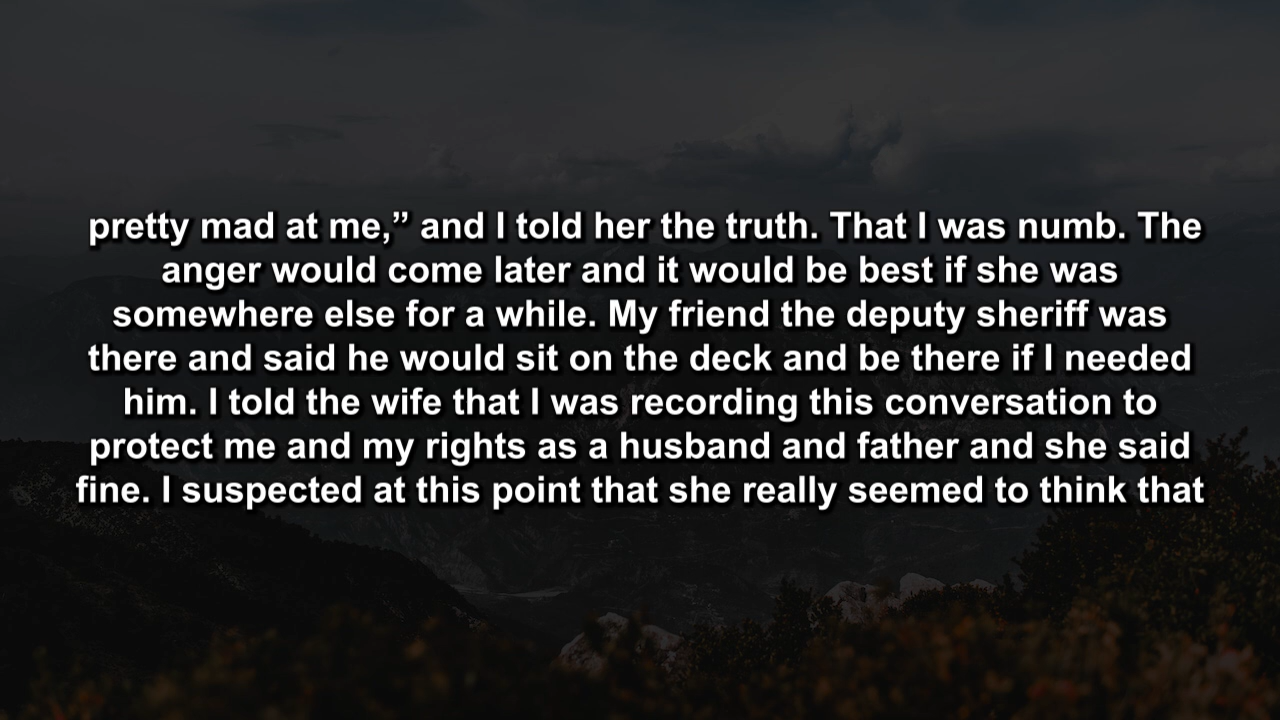 pretty mad at me,” and I told her the truth. That I was numb. The
anger would come later and it would be best if she was
somewhere else for a while. My friend the deputy sheriff was
there and said he would sit on the deck and be there if I needed
him. I told the wife that I was recording this conversation to
protect me and my rights as a husband and father and she said
fine. I suspected at this point that she really seemed to think that